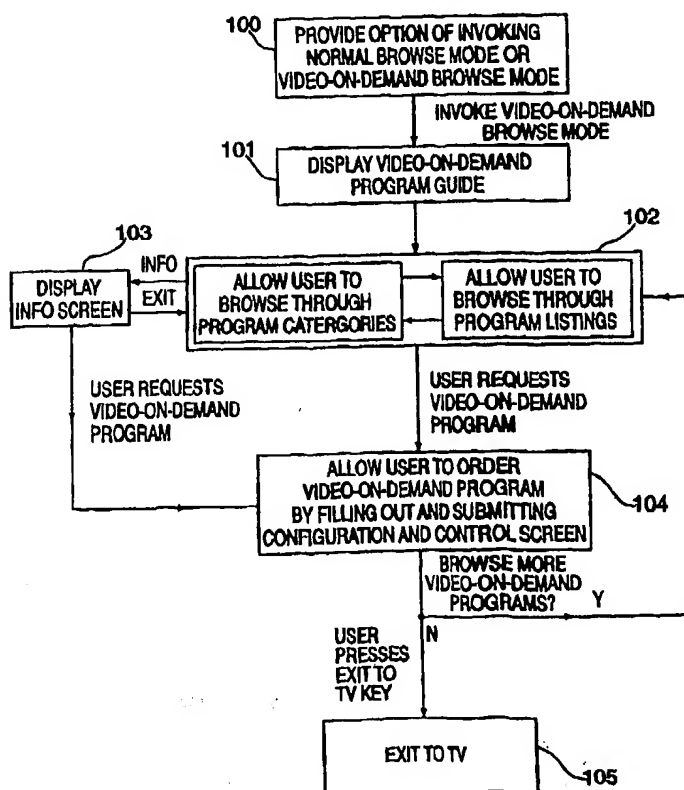 100
PROVIDE OPTION OF INVOKING
NORMAL BROWSE MODE OR
VIDEO-ON-DEMAND BROWSE MODE
INVOKE VIDEO-ON-DEMAND
BROWSE MODE
101
DISPLAY VIDEO-ON-DEMAND
PROGRAM GUIDE
102
103
DISPLAY
INFO SCREEN
INFO
EXIT
ALLOW USER TO
BROWSE THROUGH
PROGRAM CATERGORIES
ALLOW USER TO
BROWSE THROUGH
PROGRAM LISTINGS
USER REQUESTS
VIDEO-ON-DEMAND
PROGRAM
USER REQUESTS
VIDEO-ON-DEMAND
PROGRAM
ALLOW USER TO ORDER
VIDEO-ON-DEMAND PROGRAM
BY FILLING OUT AND SUBMITTING
CONFIGURATION AND CONTROL SCREEN
104
BROWSE MORE
VIDEO-ON-DEMAND
PROGRAMS?
Y
N
USER
PRESSES
EXIT TO
TV KEY
EXIT TO TV
105